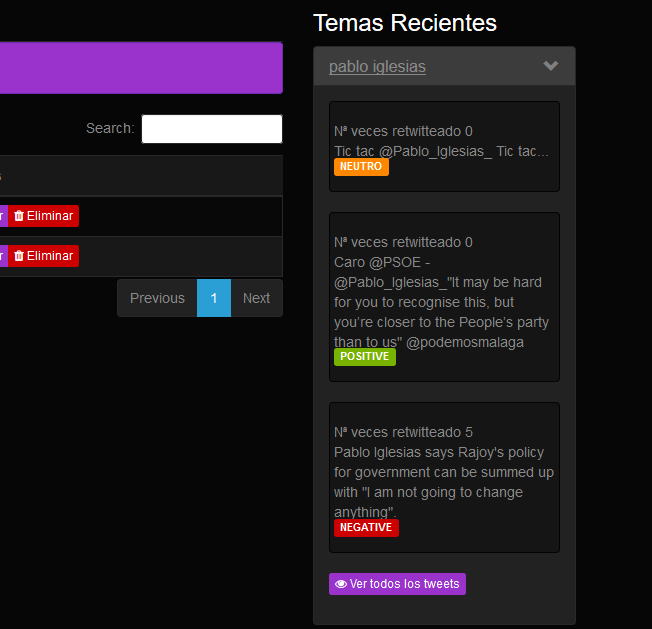 Temas Recientes
pablo iglesias
Search:
Eliminar
Eliminar
Previous 1 Next
Nª veces retwitteado 0
Tic tac @Pablo_Iglesias_ Tic tac...
NEUTRO
Nª veces retwitteado 0
Caro @PSOE -
@Pablo_Iglesias_"It may be hard
for you to recognise this, but
you’re closer to the People’s party
than to us" @podemosmalaga
POSITIVE
Nª veces retwitteado 5
Pablo Iglesias says Rajoy's policy
for government can be summed up
with "I am not going to change
anything".
NEGATIVE
Ver todos los tweets